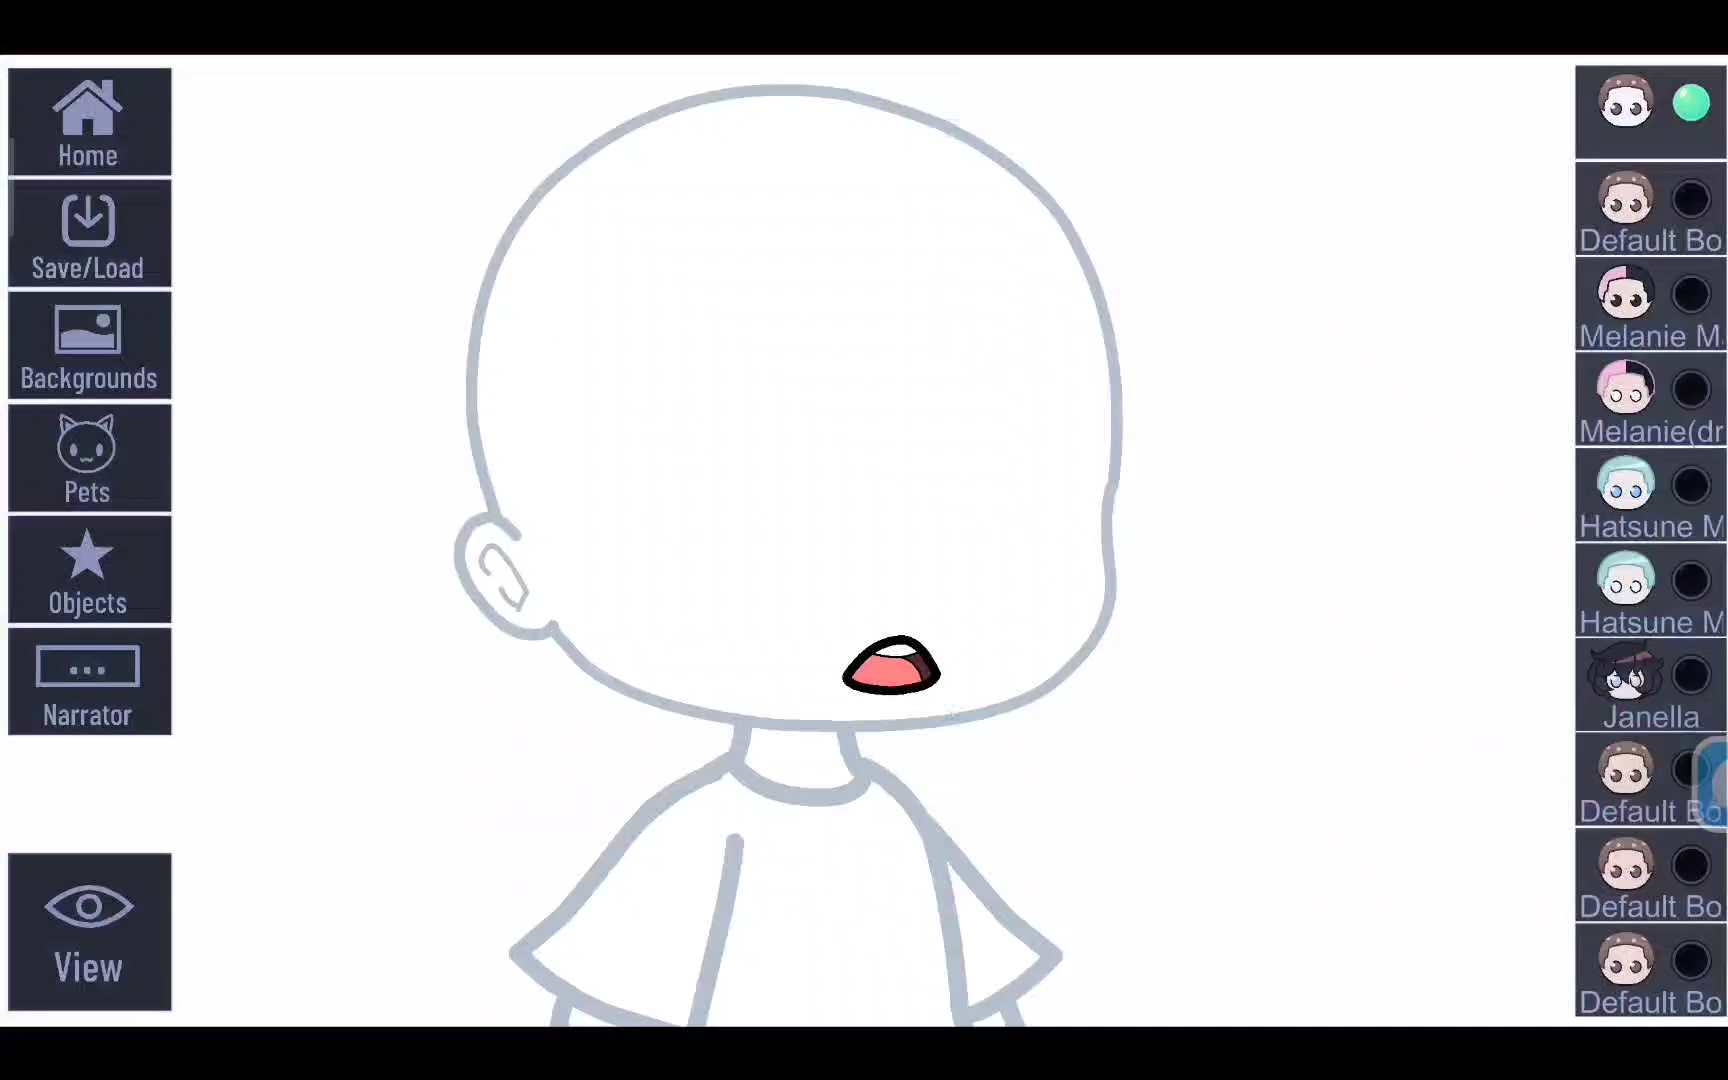 Home
Save/Load
Backgrounds
Pets
Objects
Narrator
View
Default Bo
Melanie M
Melanie(dr
Hatsune M
Hatsune M
Janella
Default Bo
Default Bo
Default Bo